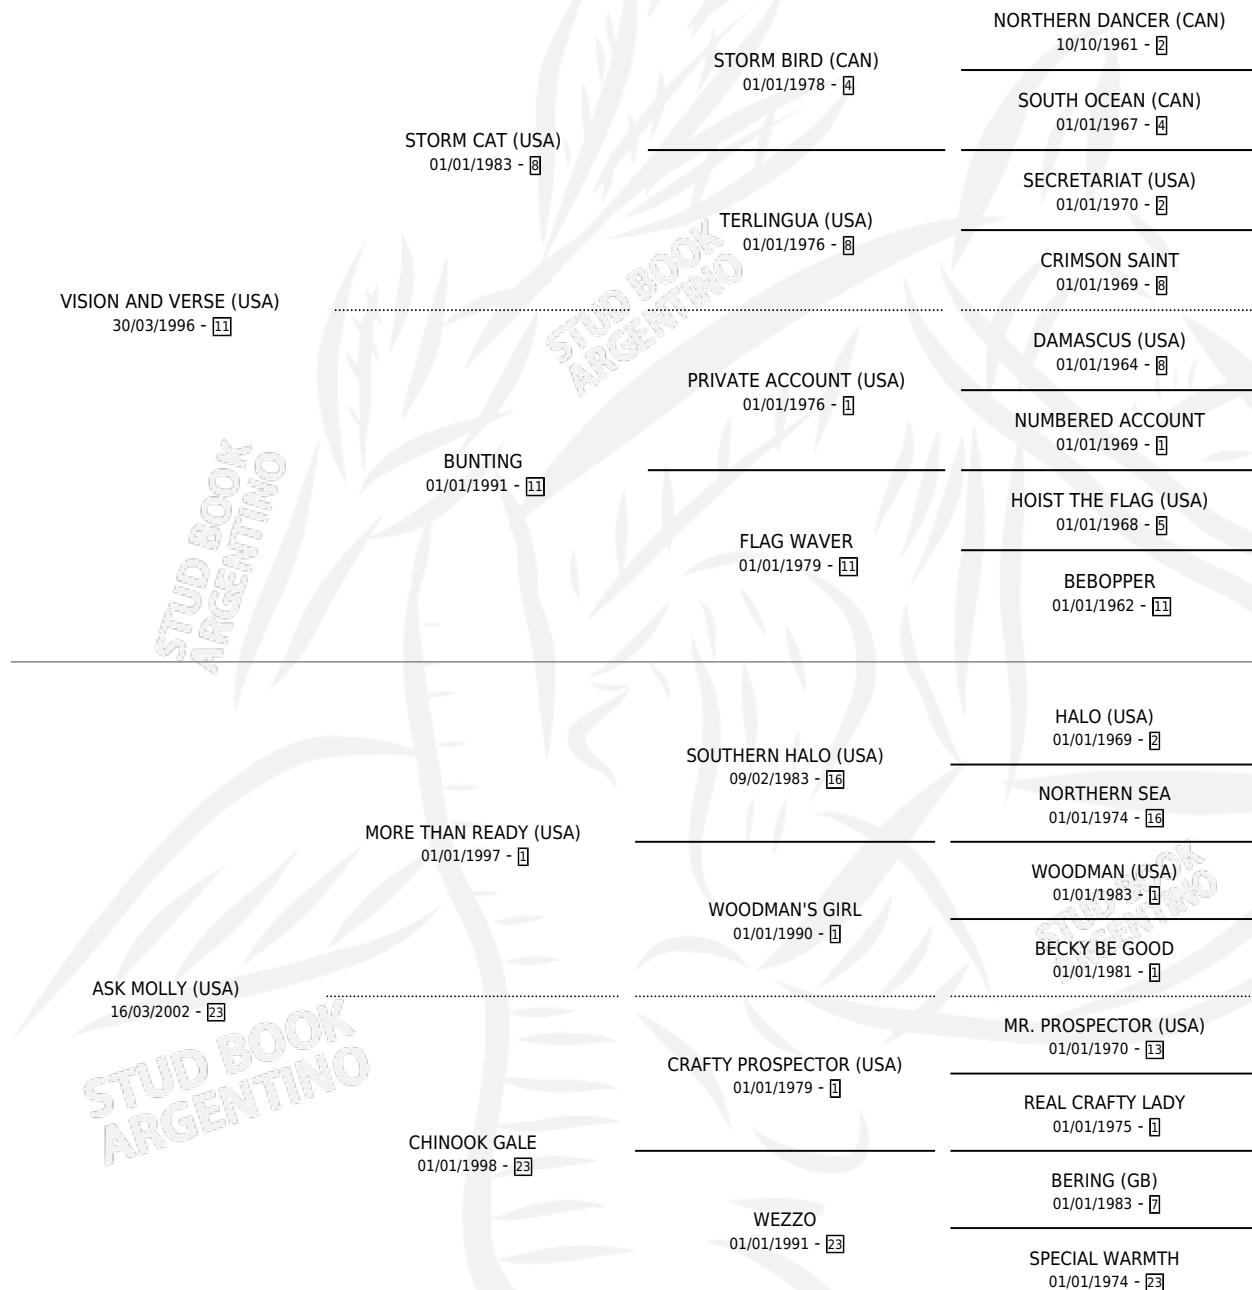 NORTHERN DANCER (CAN)
10/10/1961 - 2
STORM BIRD (CAN)
01/01/1978 - 4
SOUTH OCEAN (CAN)
01/01/1967 - 4
STORM CAT (USA)
01/01/1983 - 8
SECRETARIAT (USA)
01/01/1970 - 2
TERLINGUA (USA)
01/01/1976 - 8
CRIMSON SAINT
01/01/1969 - 8
VISION AND VERSE (USA)
30/03/1996 - 11
DAMASCUS (USA)
01/01/1964 - 8
PRIVATE ACCOUNT (USA)
01/01/1976 - 1
NUMBERED ACCOUNT
01/01/1969 - 1
BUNTING
01/01/1991 - 11
HOIST THE FLAG (USA)
01/01/1968 - 5
FLAG WAVER
01/01/1979 - 11
BEBOPPER
01/01/1962 - 11
HALO (USA)
01/01/1969 - 2
SOUTHERN HALO (USA)
09/02/1983 - 16
NORTHERN SEA
01/01/1974 - 16
MORE THAN READY (USA)
01/01/1997 - 1
WOODMAN (USA)
01/01/1983 - 1
WOODMAN'S GIRL
01/01/1990 - 1
BECKY BE GOOD
01/01/1981 - 1
ASK MOLLY (USA)
16/03/2002 - 23
MR. PROSPECTOR (USA)
01/01/1970 - 13
CRAFTY PROSPECTOR (USA)
01/01/1979 - 1
REAL CRAFTY LADY
01/01/1975 - 1
CHINOOK GALE
01/01/1998 - 23
BERING (GB)
01/01/1983 - 7
WEZZO
01/01/1991 - 23
SPECIAL WARMTH
01/01/1974 - 23
STUD BOOK
ARGENTINO
STUD BOOK
ARGENTINO
STUD BOOK
ARGENTINO
STUD BOOK
ARGENTINO